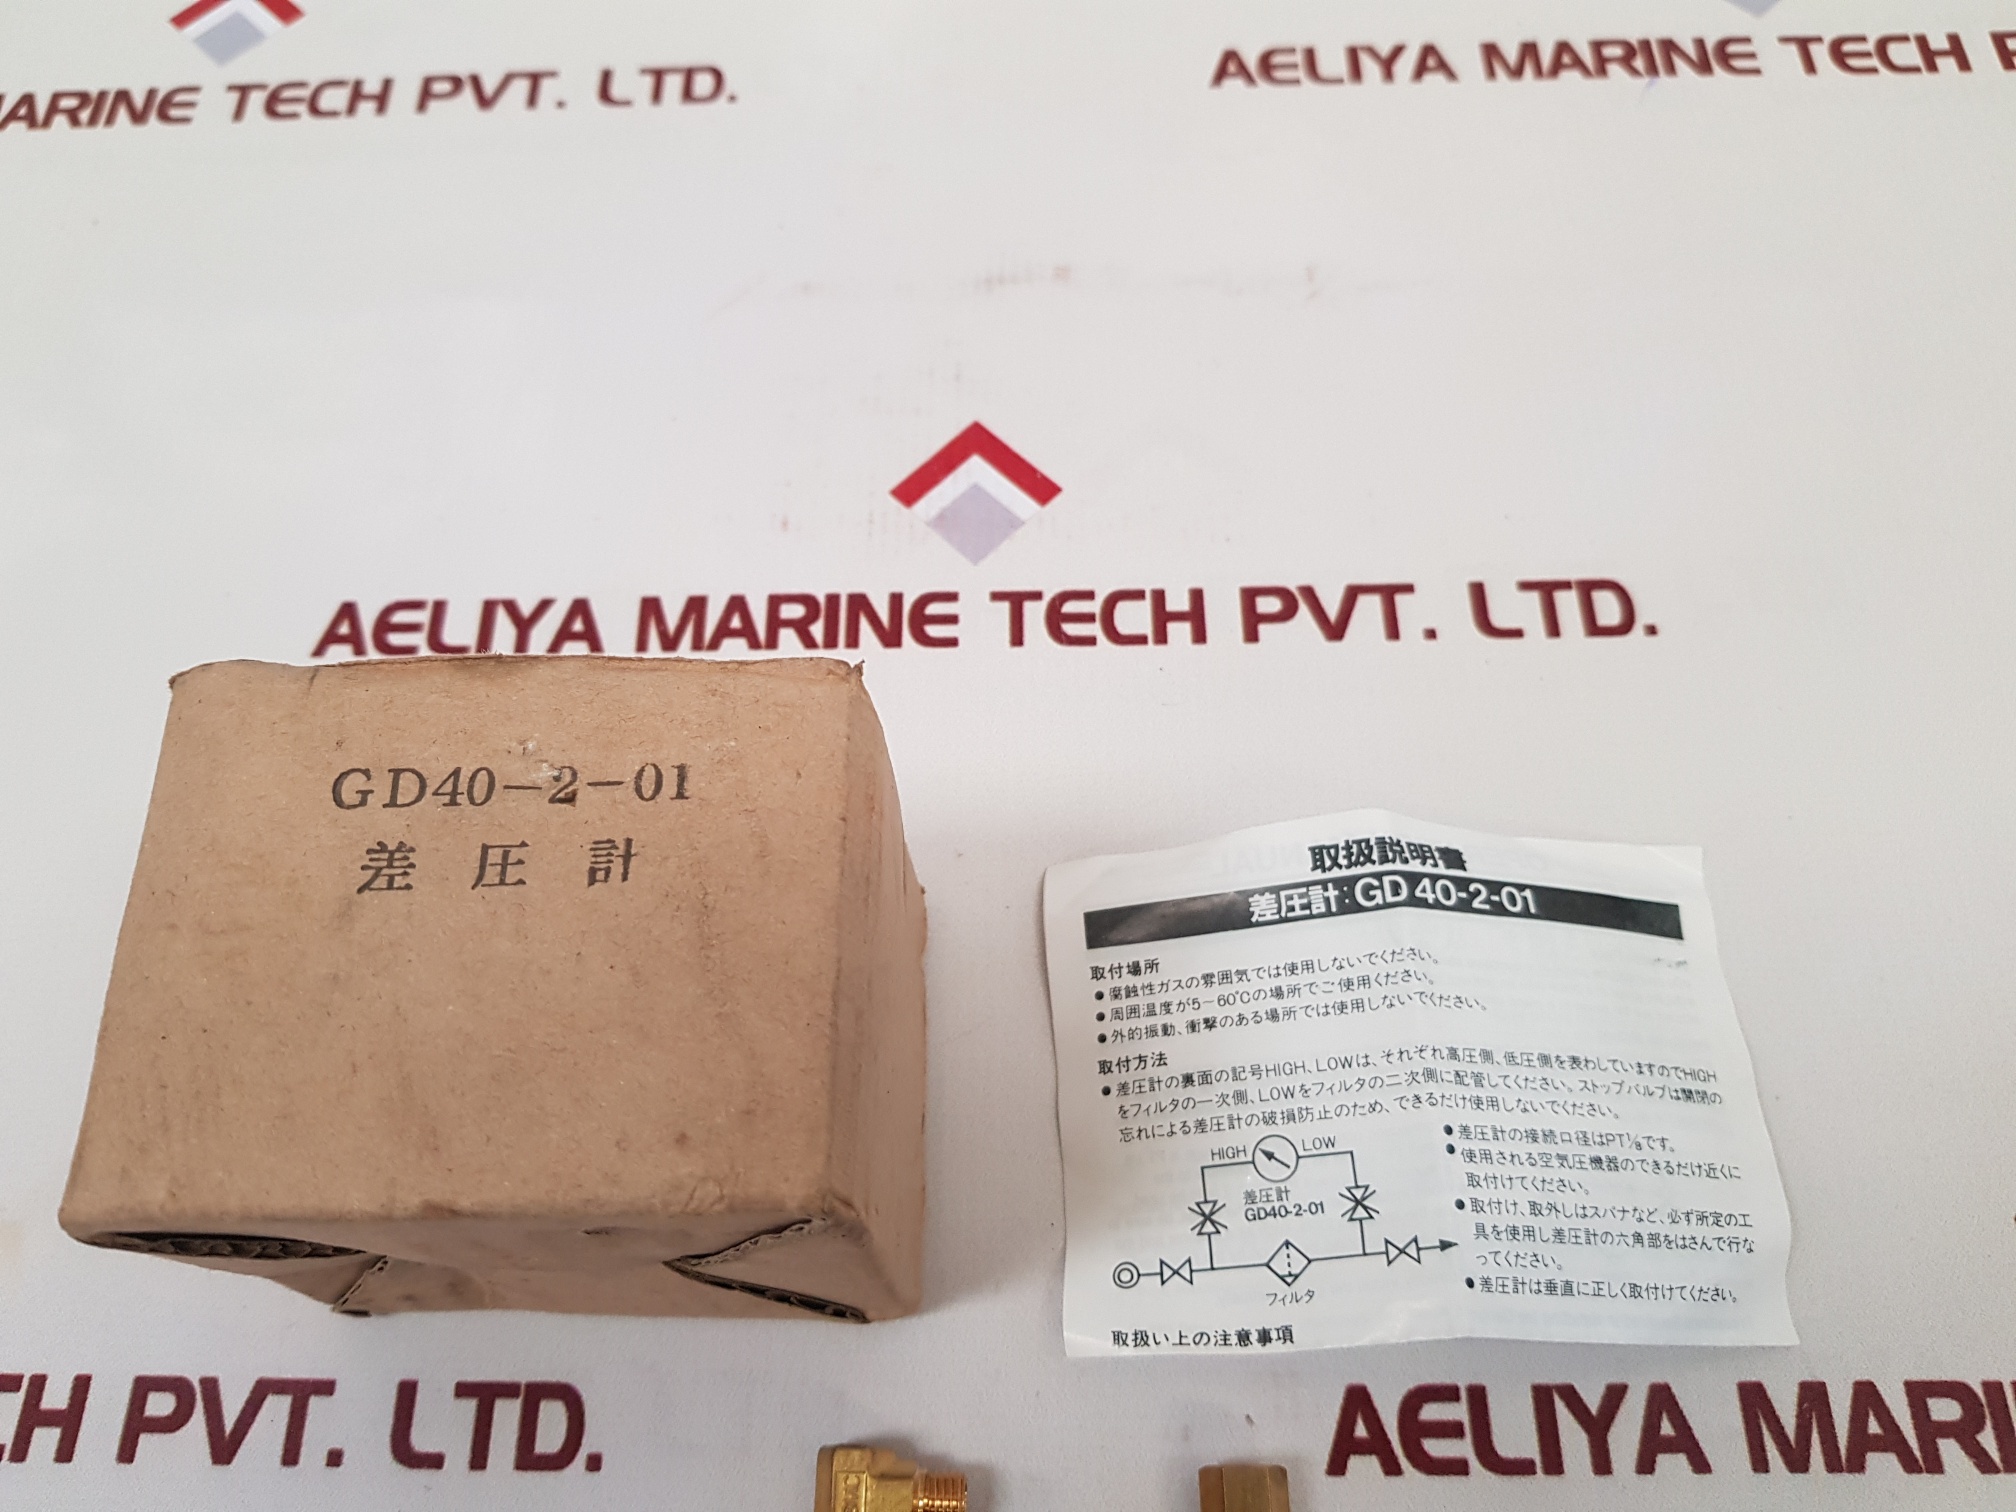 MARINE TECH PVT. LTD.
AELIYA MARINE TECH P
AELIYA MARINE TECH PVT. LTD.
GD40-2-01
差圧計
取扱説明書
差圧計:GD 40-2-01
取付場所
●腐蝕性ガスの雰囲気では使用しないでください。
●周囲温度が5-60℃の場所でご使用ください。
●外的振動、衝撃のある場所では使用しないでください。
取付方法
●差圧計の裏面の記号HIGH、LOWは、それぞれ高圧側、低圧側を表わしていますのでHIGH
をフィルタの一次側、LOWをフィルタの二次側に配管してください。ストップバルブは開閉の
忘れによる差圧計の破損防止のため、できるだけ使用しないでください。
HIGH
LOW
差圧計
GD40-2-01
フィルタ
●差圧計の接続口径はPT⅛です。
●使用される空気圧機器のできるだけ近くに
取付けてください。
●取付け、取外しはスパナなど、必ず所定の工
具を使用し差圧計の六角部をはさんで行な
ってください。
●差圧計は垂直に正しく取付けてください。
取扱い上の注意事項
CH PVT. LTD.
AELIYA MARI